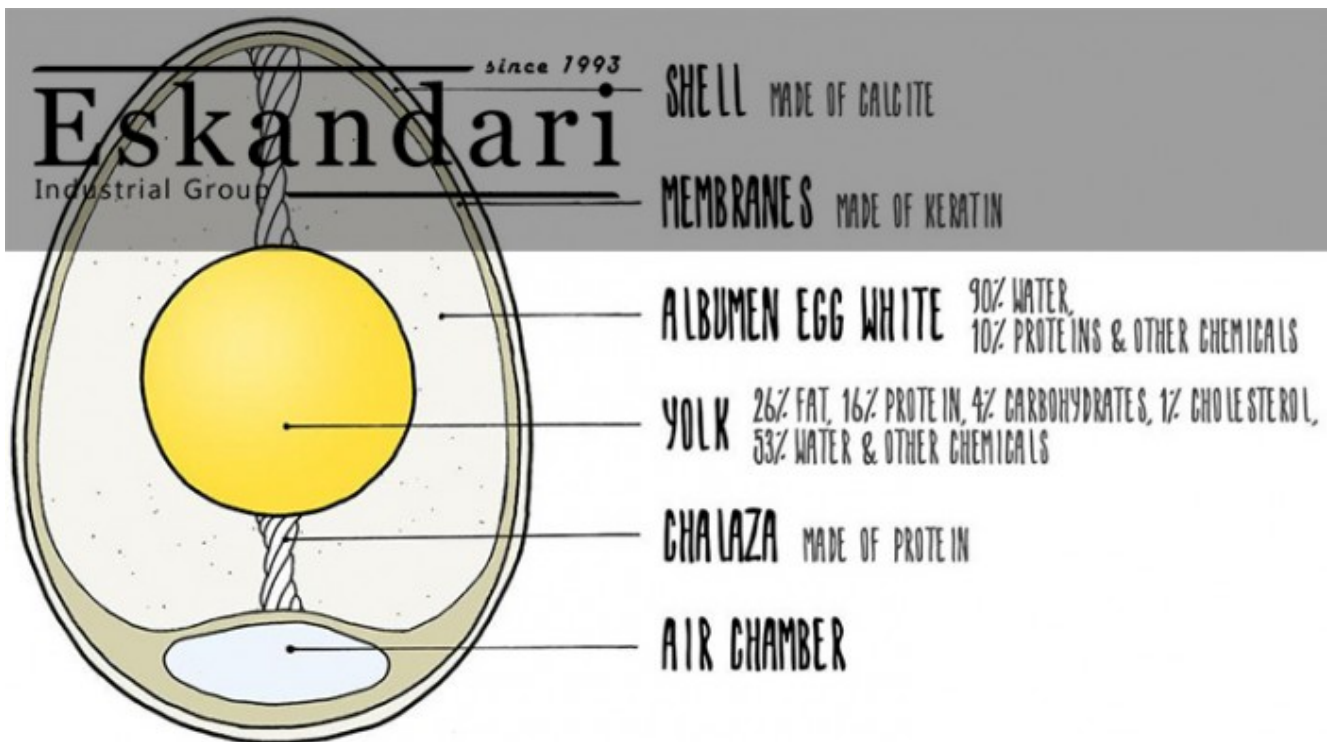 since 1993
Eskandari
Industrial Group
SHELL MADE OF CALCITE
MEMBRANES MADE OF KERATIN
ALBUMEN EGG WHITE 90% WATER,
10% PROTEINS & OTHER CHEMICALS
YOLK 26% FAT, 16% PROTEIN, 4% CARBOHYDRATES, 1% CHOLESTEROL,
53% WATER & OTHER CHEMICALS
CHALAZA MADE OF PROTEIN
AIR CHAMBER